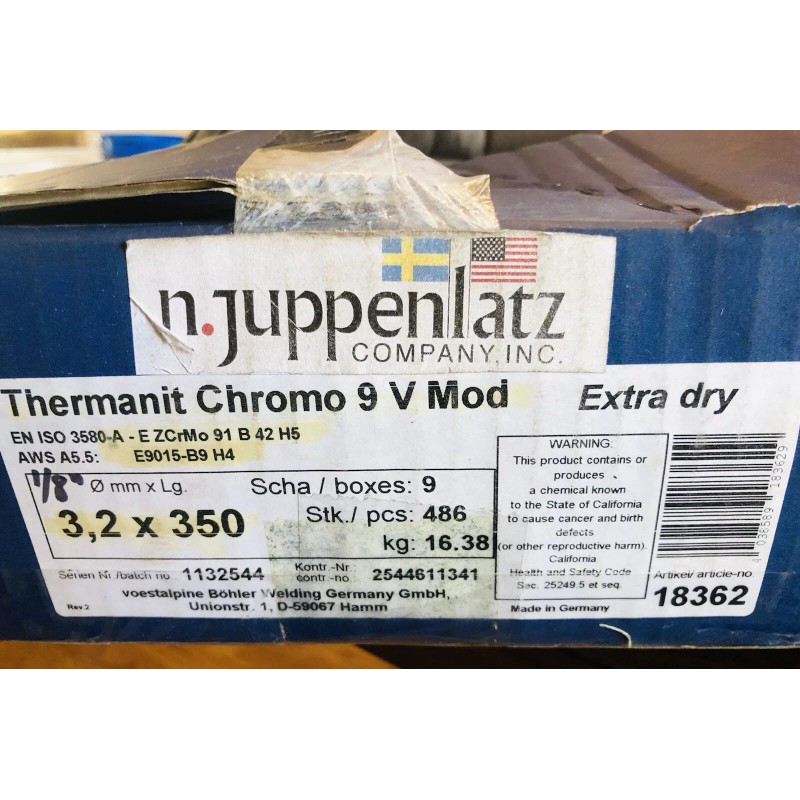 n.juppenlatz
COMPANY, INC.
Thermanit Chromo 9 V Mod Extra dry
EN ISO 3580-A - E ZCrMo 91 B 42 H5
AWS A5.5: E9015-B9 H4
1/8" Ø mm x Lg.
3,2 x 350
Scha / boxes: 9
Stk./ pcs: 486
kg: 16.38
Serien Nr./batch no 1132544
Kontr.-Nr.
contr.-no 2544611341
voestalpine Böhler Welding Germany GmbH,
Unionstr. 1, D-59067 Hamm
Rev.2
WARNING:
This product contains or
produces
a chemical known
to the State of California
to cause cancer and birth
defects
(or other reproductive harm).
California
Health and Safety Code
Sec. 25249.5 et seq.
Made in Germany
4 036589 183629
Artikel/ article-no
18362